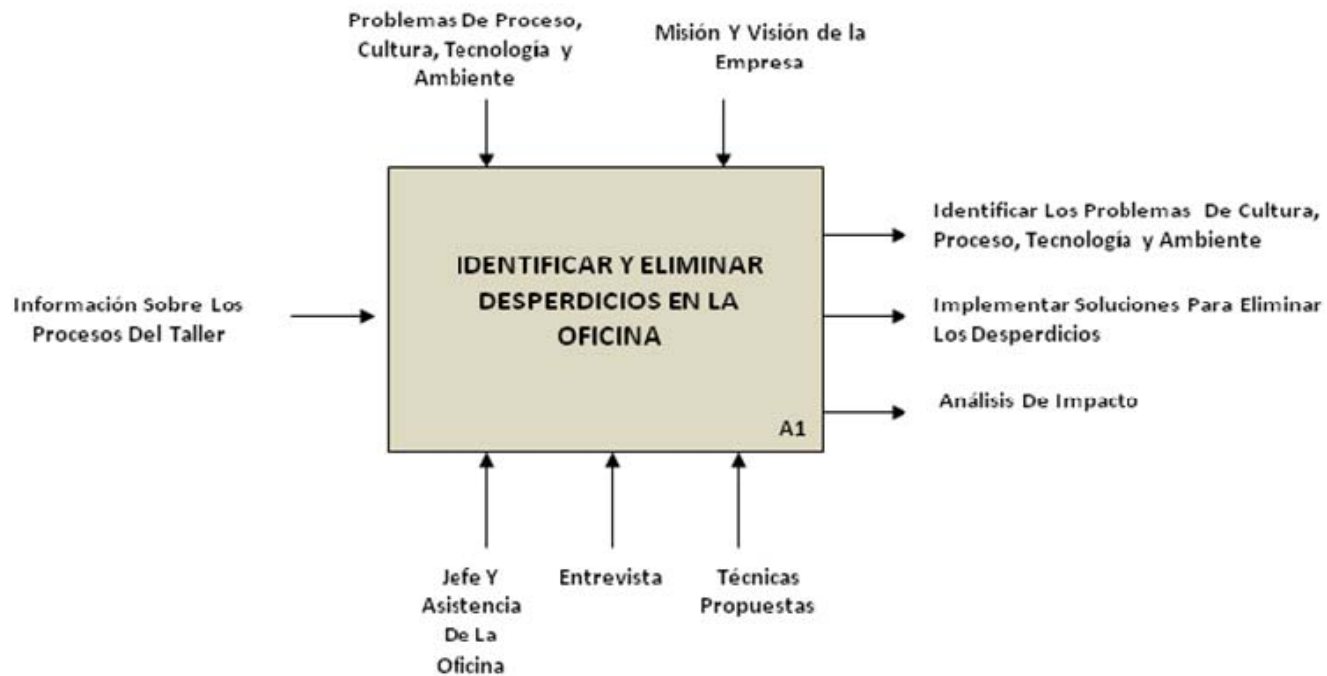 Problemas De Proceso,
Cultura, Tecnología y
Ambiente
Misión Y Visión de la
Empresa
Información Sobre Los
Procesos Del Taller
IDENTIFICAR Y ELIMINAR
DESPERDICIOS EN LA
OFICINA
A1
Identificar Los Problemas De Cultura,
Proceso, Tecnología y Ambiente
Implementar Soluciones Para Eliminar
Los Desperdicios
Análisis De Impacto
Jefe Y
Asistencia
De La
Oficina
Entrevista
Técnicas
Propuestas